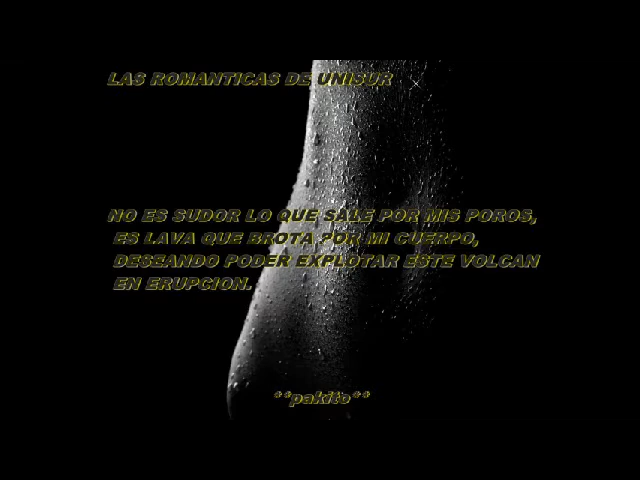 LAS ROMANTICAS DE UNISUR
NO ES SUDOR LO QUE SALE POR MIS POROS,
ES LAVA QUE BROTA POR MI CUERPO,
DESEANDO PODER EXPLOTAR ESTE VOLCAN
EN ERUPCION.
**pakito**